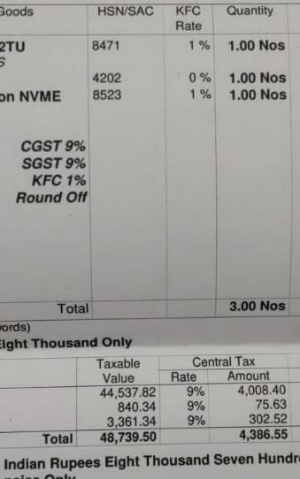 Goods HSN/SAC KFC Quantity
Rate
2TU 8471 1 % 1.00 Nos
S
4202 0 % 1.00 Nos
on NVME 8523 1 % 1.00 Nos
CGST 9%
SGST 9%
KFC 1%
Round Off
Total 3.00 Nos
ords)
Eight Thousand Only
Taxable Central Tax
Value Rate Amount
44,537.82 9% 4,008.40
840.34 9% 75.63
3,361.34 9% 302.52
Total 48,739.50 4,386.55
Indian Rupees Eight Thousand Seven Hundre
paise Only